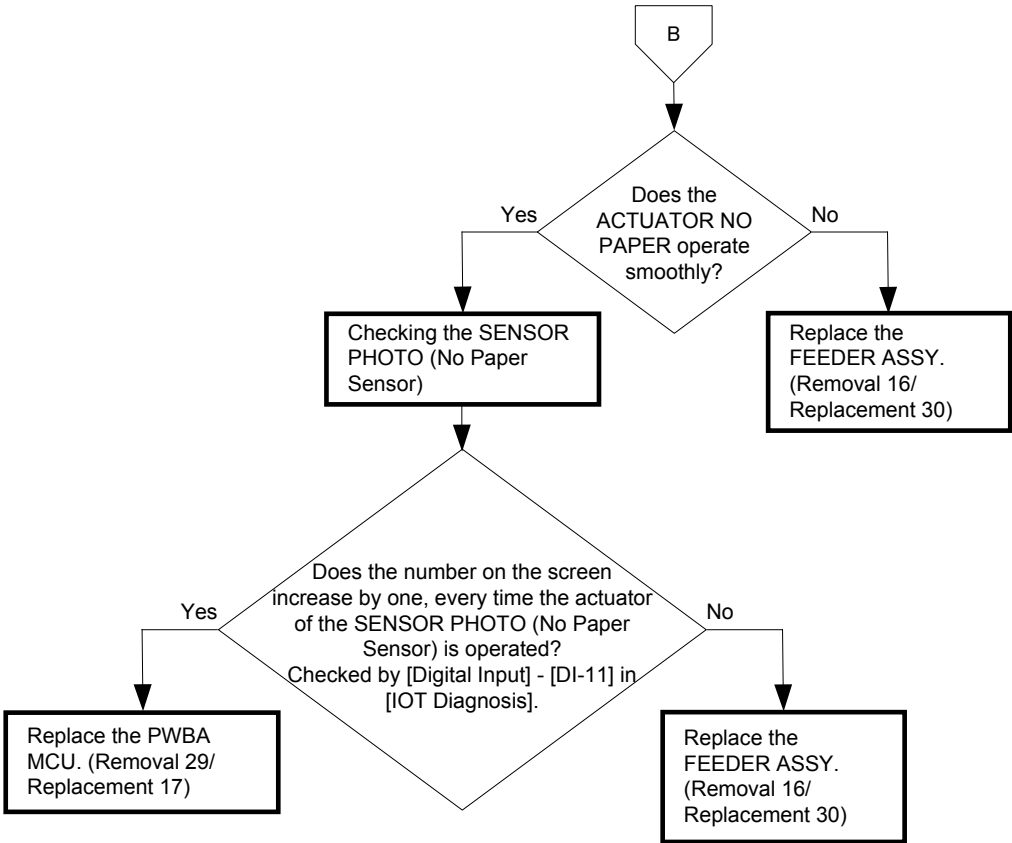 B
Does the
ACTUATOR NO
PAPER operate
smoothly?
Yes
No
Checking the SENSOR
PHOTO (No Paper
Sensor)
Replace the
FEEDER ASSY.
(Removal 16/
Replacement 30)
Does the number on the screen
increase by one, every time the actuator
of the SENSOR PHOTO (No Paper
Sensor) is operated?
Checked by [Digital Input] - [DI-11] in
[IOT Diagnosis].
Yes
No
Replace the PWBA
MCU. (Removal 29/
Replacement 17)
Replace the
FEEDER ASSY.
(Removal 16/
Replacement 30)